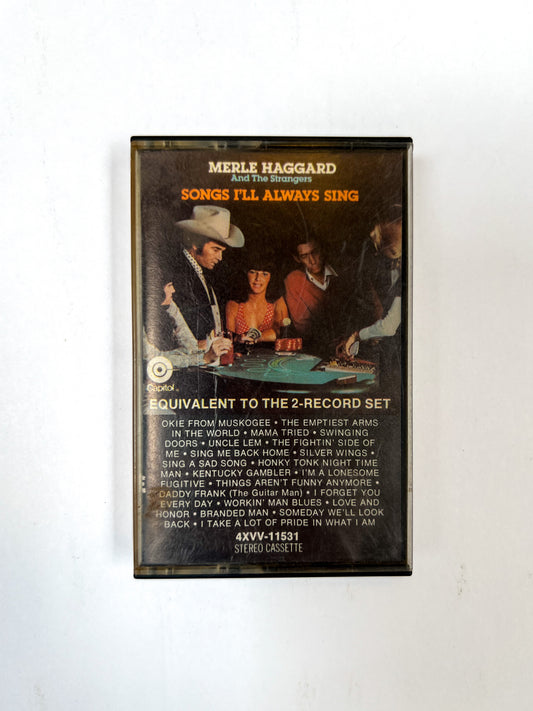 MERLE HAGGARD
And The Strangers
SONGS I'LL ALWAYS SING
Capitol
EQUIVALENT TO THE 2-RECORD SET
OKIE FROM MUSKOGEE • THE EMPTIEST ARMS
IN THE WORLD • MAMA TRIED • SWINGING
DOORS • UNCLE LEM • THE FIGHTIN' SIDE OF
ME • SING ME BACK HOME • SILVER WINGS •
SING A SAD SONG • HONKY TONK NIGHT TIME
MAN • KENTUCKY GAMBLER • I'M A LONESOME
FUGITIVE • THINGS AREN'T FUNNY ANYMORE •
DADDY FRANK (The Guitar Man) • I FORGET YOU
EVERY DAY • WORKIN' MAN BLUES • LOVE AND
HONOR • BRANDED MAN • SOMEDAY WE'LL LOOK
BACK • I TAKE A LOT OF PRIDE IN WHAT I AM
4XVV-11531
STEREO CASSETTE